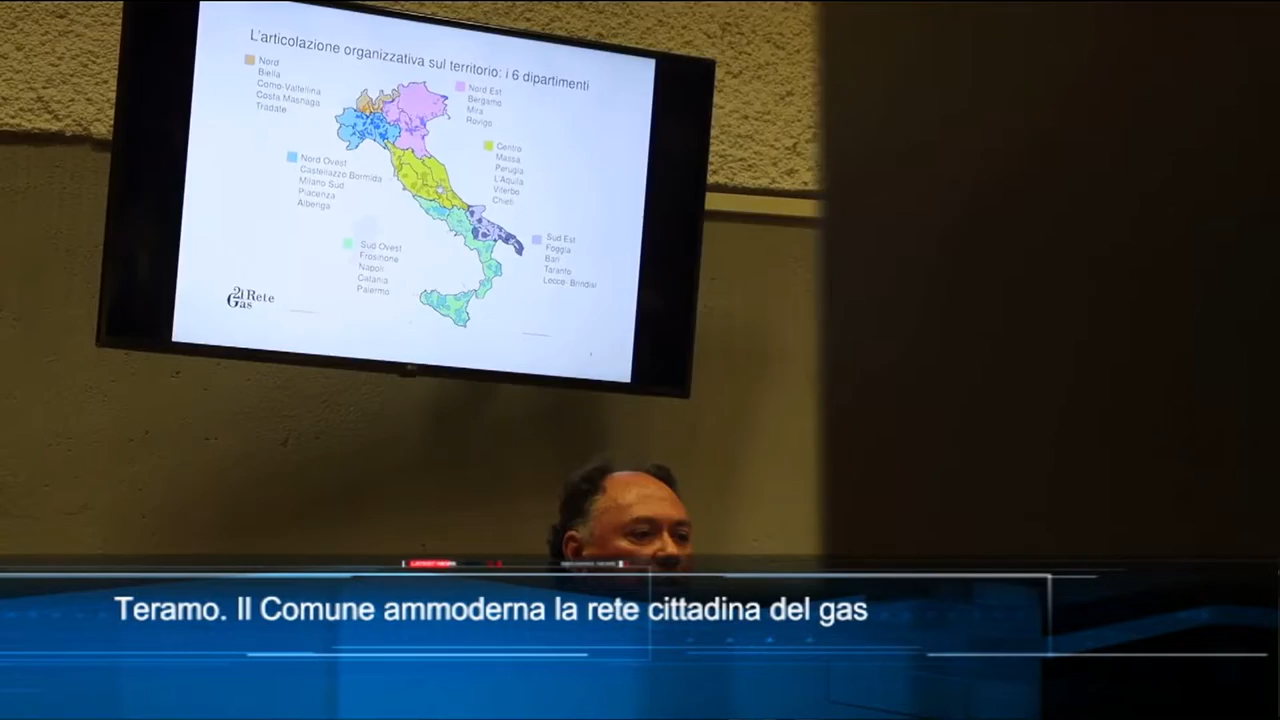 L'articolazione organizzativa sul territorio: i 6 dipartimenti
Nord
Biella
Como-Valtellina
Costa Masnaga
Tradate
Nord Est
Bergamo
Mira
Rovigo
Centro
Massa
Perugia
L'Aquila
Viterbo
Chieti
Nord Ovest
Castellazzo Bormida
Milano Sud
Piacenza
Albenga
Sud Est
Foggia
Bari
Taranto
Lecce- Brindisi
Sud Ovest
Frosinone
Napoli
Catania
Palermo
2i Rete
Gas
LATEST NEWS
Teramo. Il Comune ammoderna la rete cittadina del gas